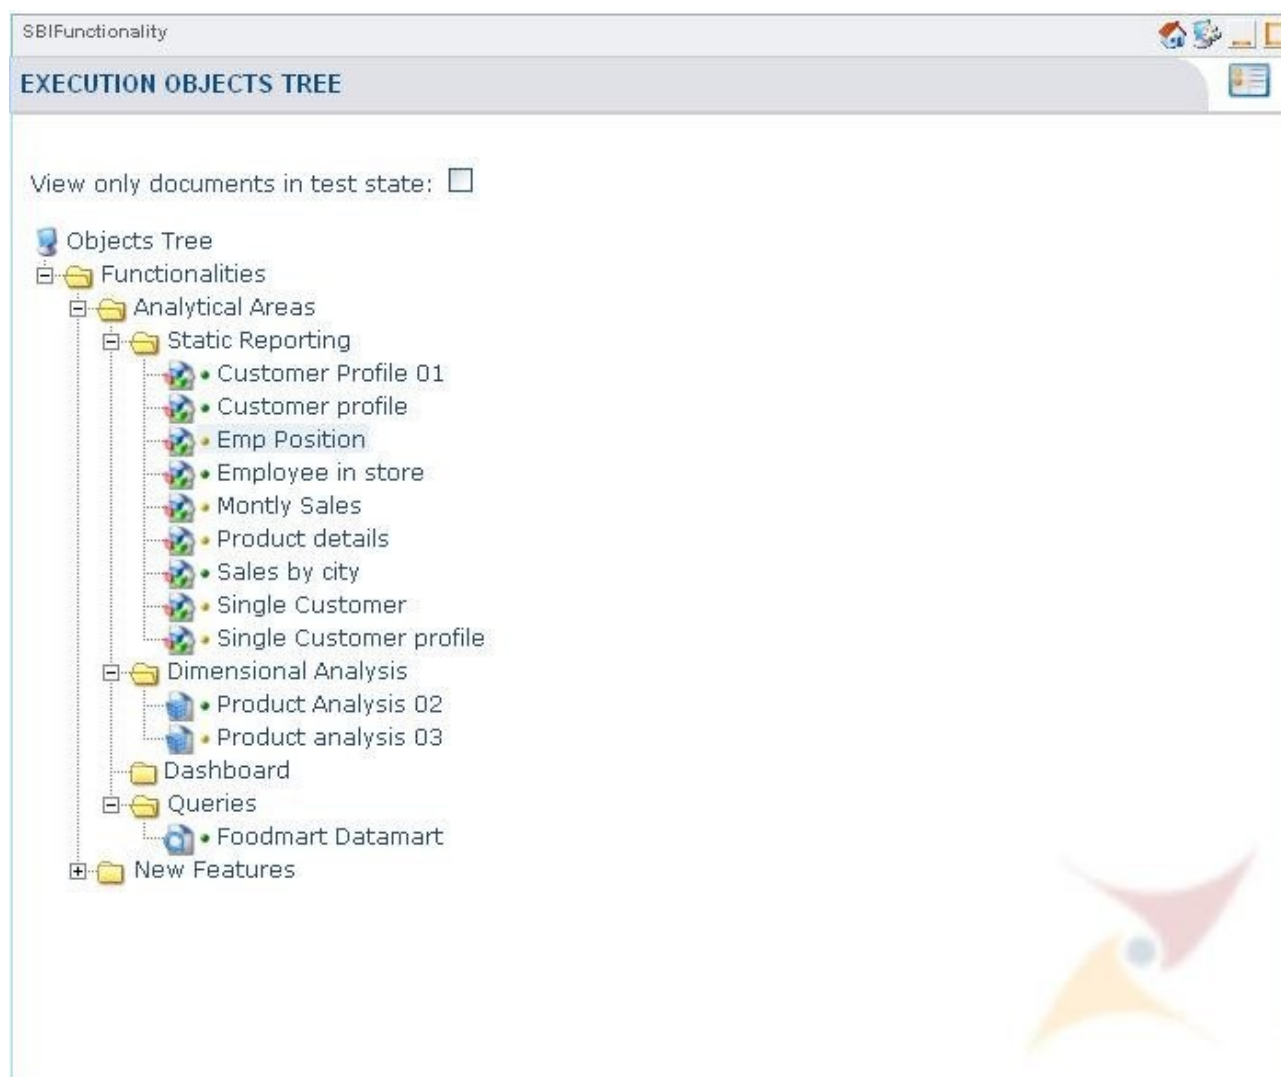 SBIFunctionality
EXECUTION OBJECTS TREE
View only documents in test state:
Objects Tree
Functionalities
Analytical Areas
Static Reporting
Customer Profile 01
Customer profile
Emp Position
Employee in store
Montly Sales
Product details
Sales by city
Single Customer
Single Customer profile
Dimensional Analysis
Product Analysis 02
Product analysis 03
Dashboard
Queries
Foodmart Datamart
New Features